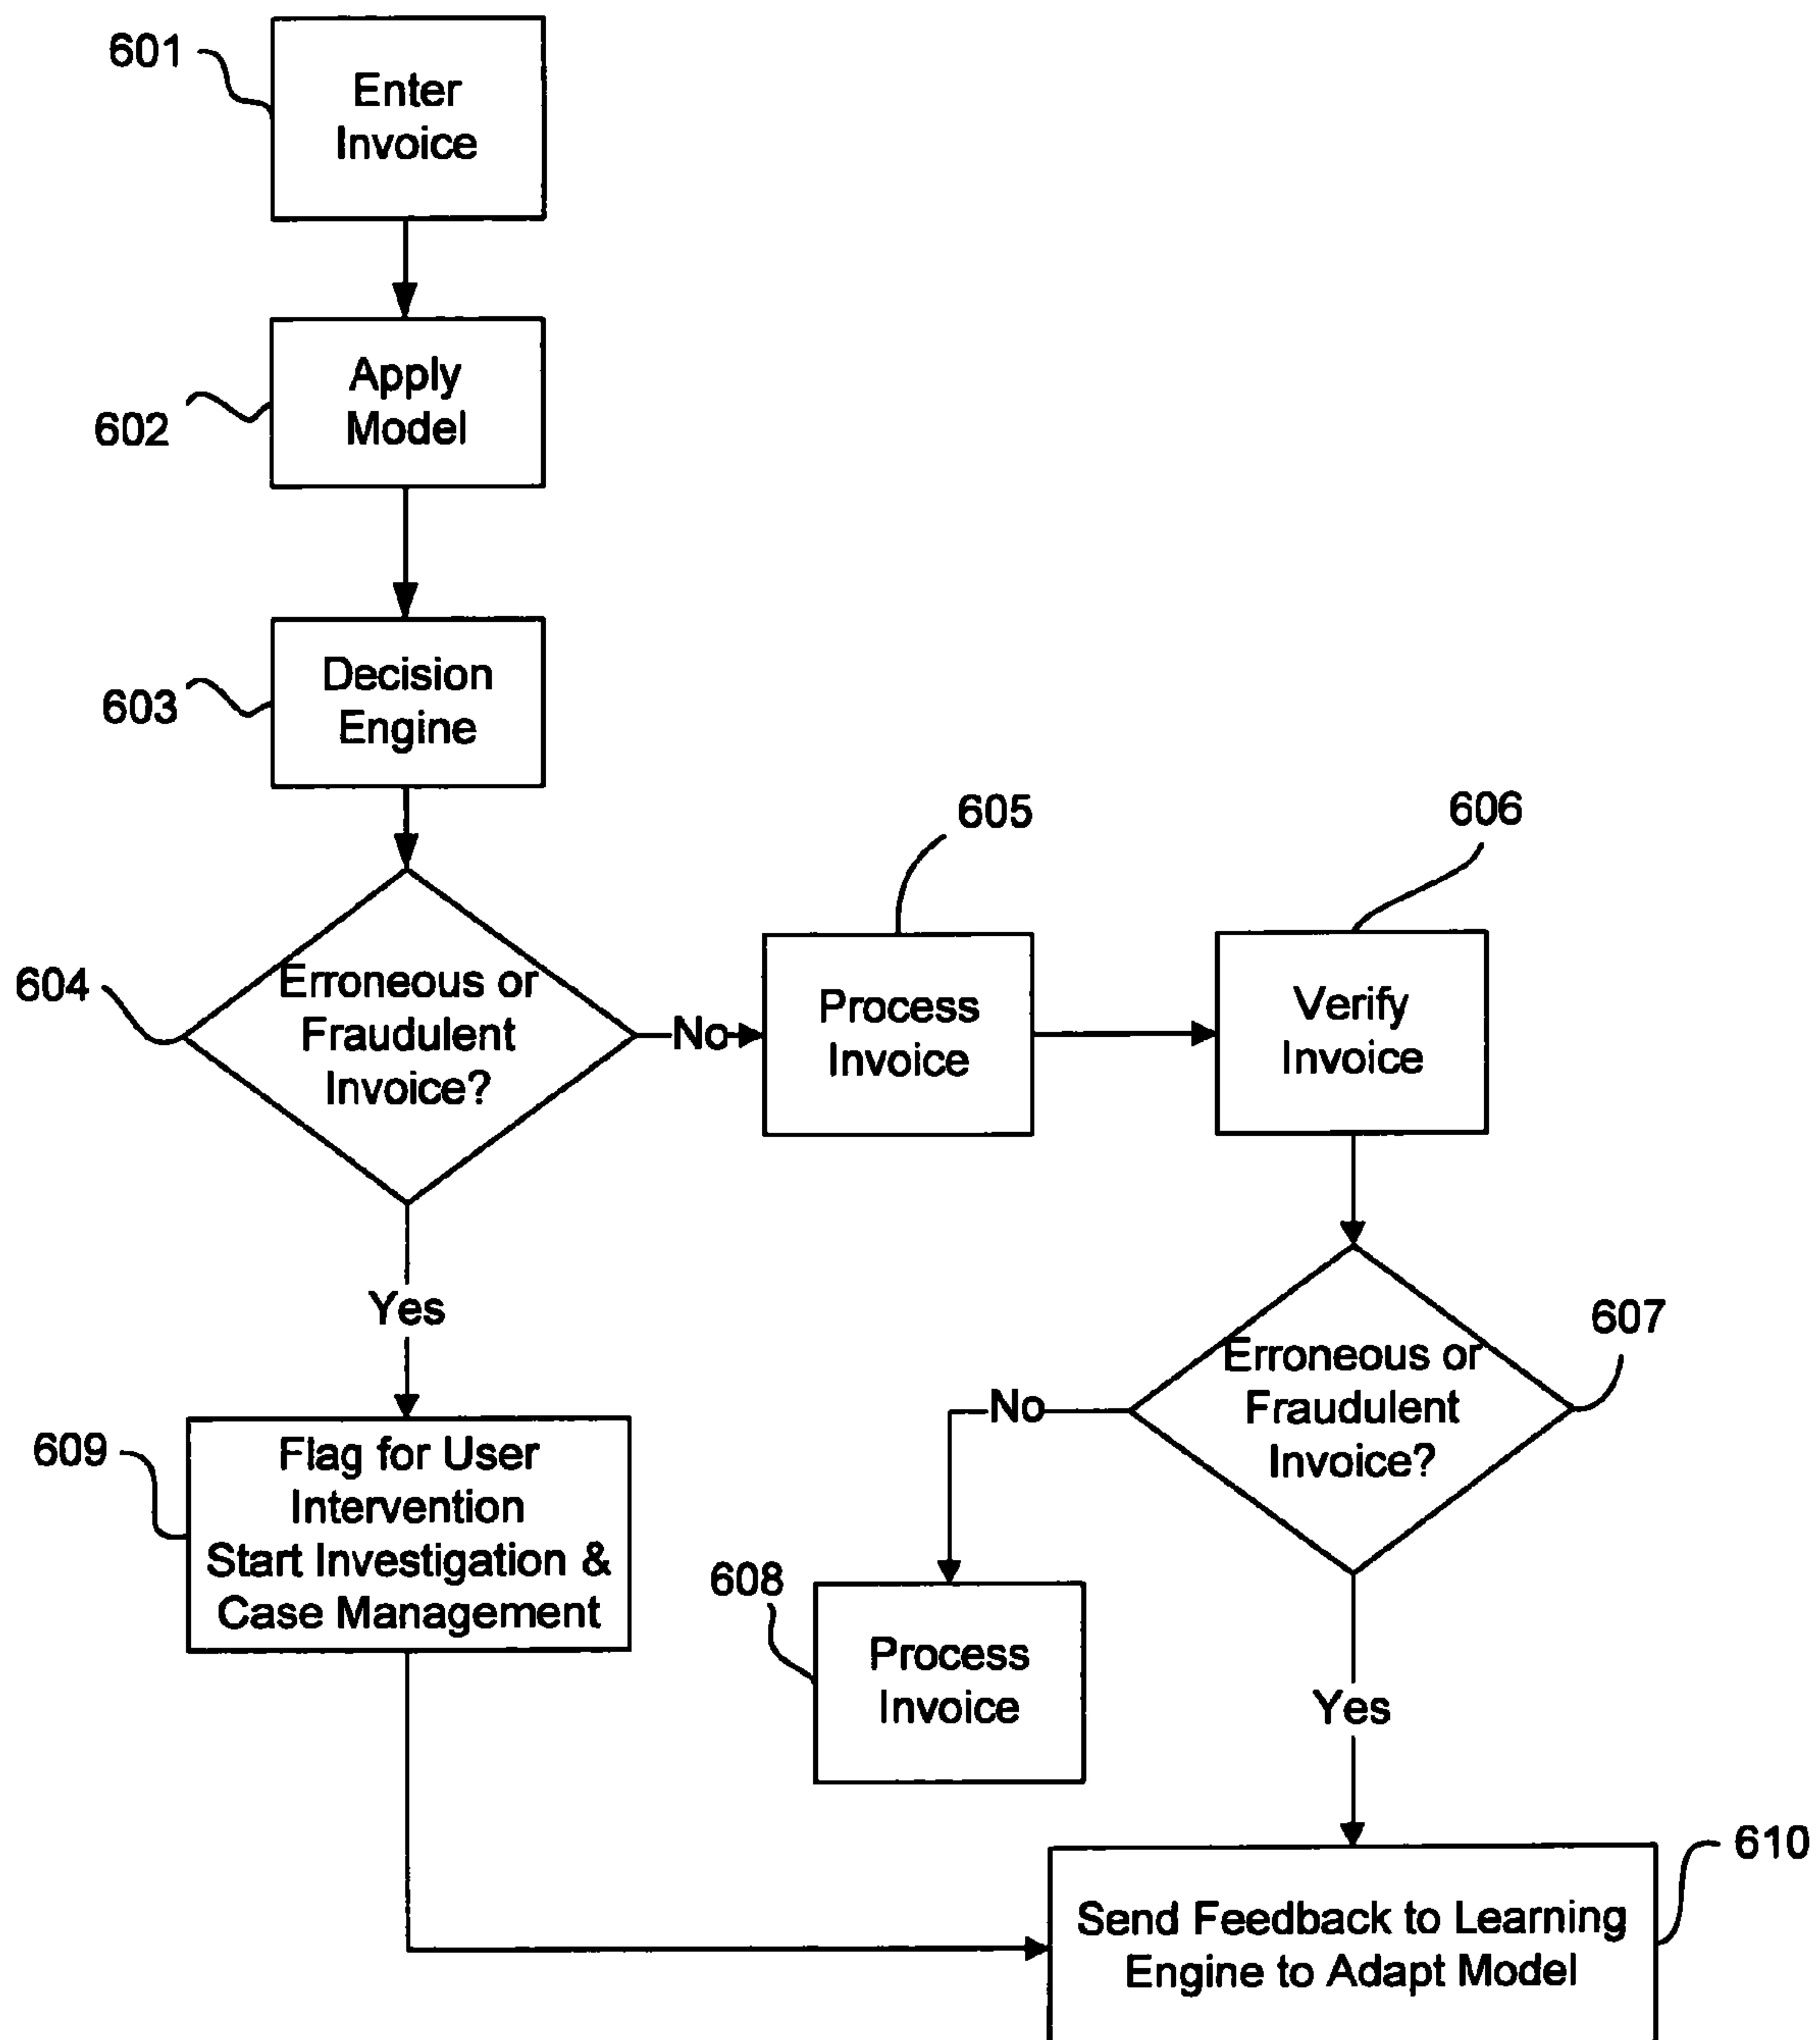 601
Enter
Invoice
602
Apply
Model
603
Decision
Engine
604
Erroneous or
Fraudulent
Invoice?
No
605
Process
Invoice
606
Verify
Invoice
607
Erroneous or
Fraudulent
Invoice?
No
608
Process
Invoice
Yes
609
Flag for User
Intervention
Start Investigation &
Case Management
Yes
610
Send Feedback to Learning
Engine to Adapt Model